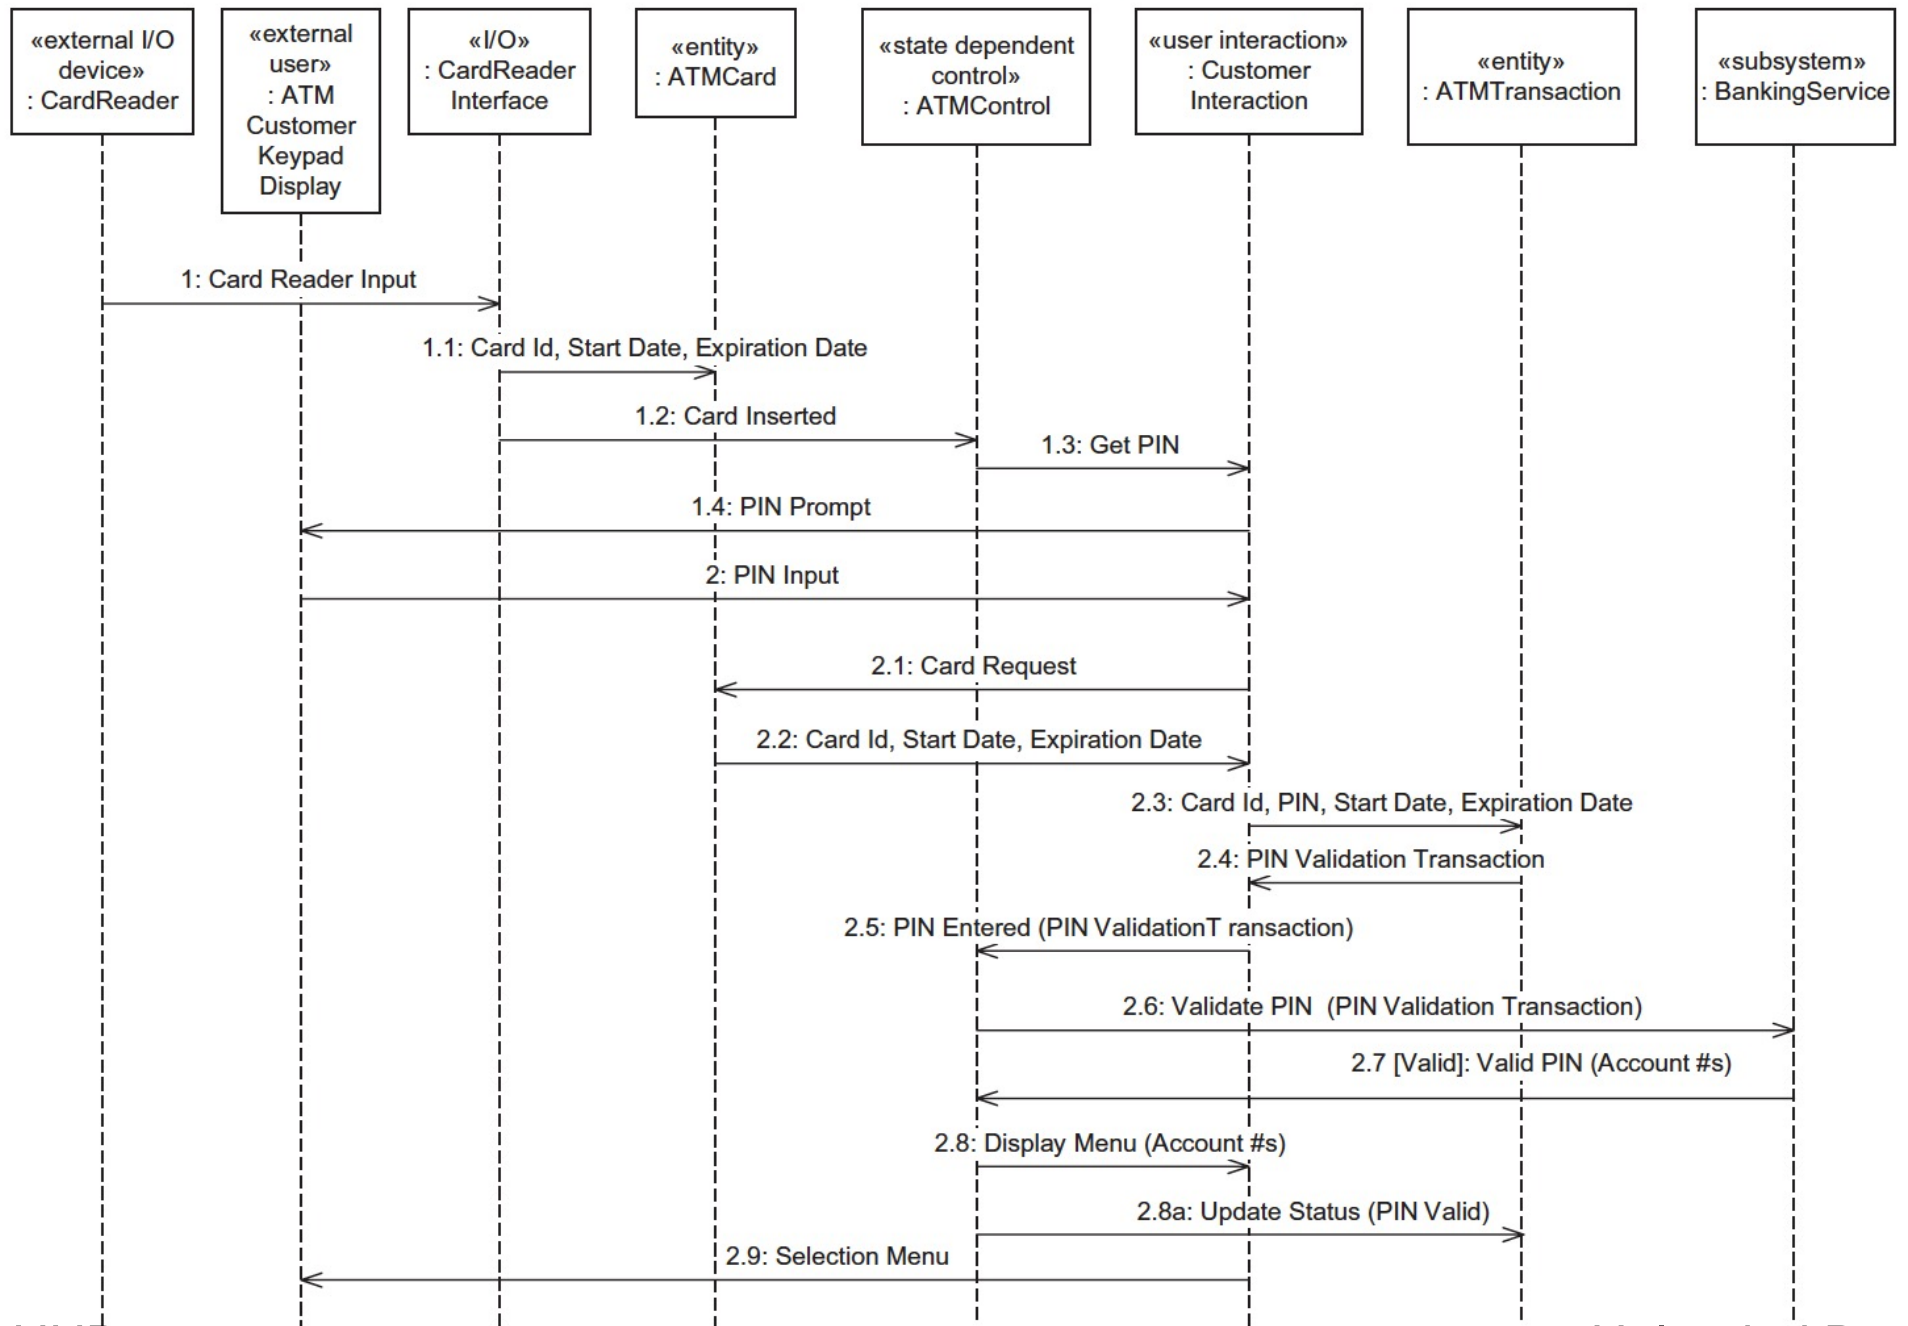 «external I/O
device»
: CardReader
«external
user»
: ATM
Customer
Keypad
Display
«I/O»
: CardReader
Interface
«entity»
: ATMCard
«state dependent
control»
: ATMControl
«user interaction»
: Customer
Interaction
«entity»
: ATMTransaction
«subsystem»
: BankingService
1: Card Reader Input
1.1: Card Id, Start Date, Expiration Date
1.2: Card Inserted
1.3: Get PIN
1.4: PIN Prompt
2: PIN Input
2.1: Card Request
2.2: Card Id, Start Date, Expiration Date
2.3: Card Id, PIN, Start Date, Expiration Date
2.4: PIN Validation Transaction
2.5: PIN Entered (PIN ValidationT ransaction)
2.6: Validate PIN (PIN Validation Transaction)
2.7 [Valid]: Valid PIN (Account #s)
2.8: Display Menu (Account #s)
2.8a: Update Status (PIN Valid)
2.9: Selection Menu